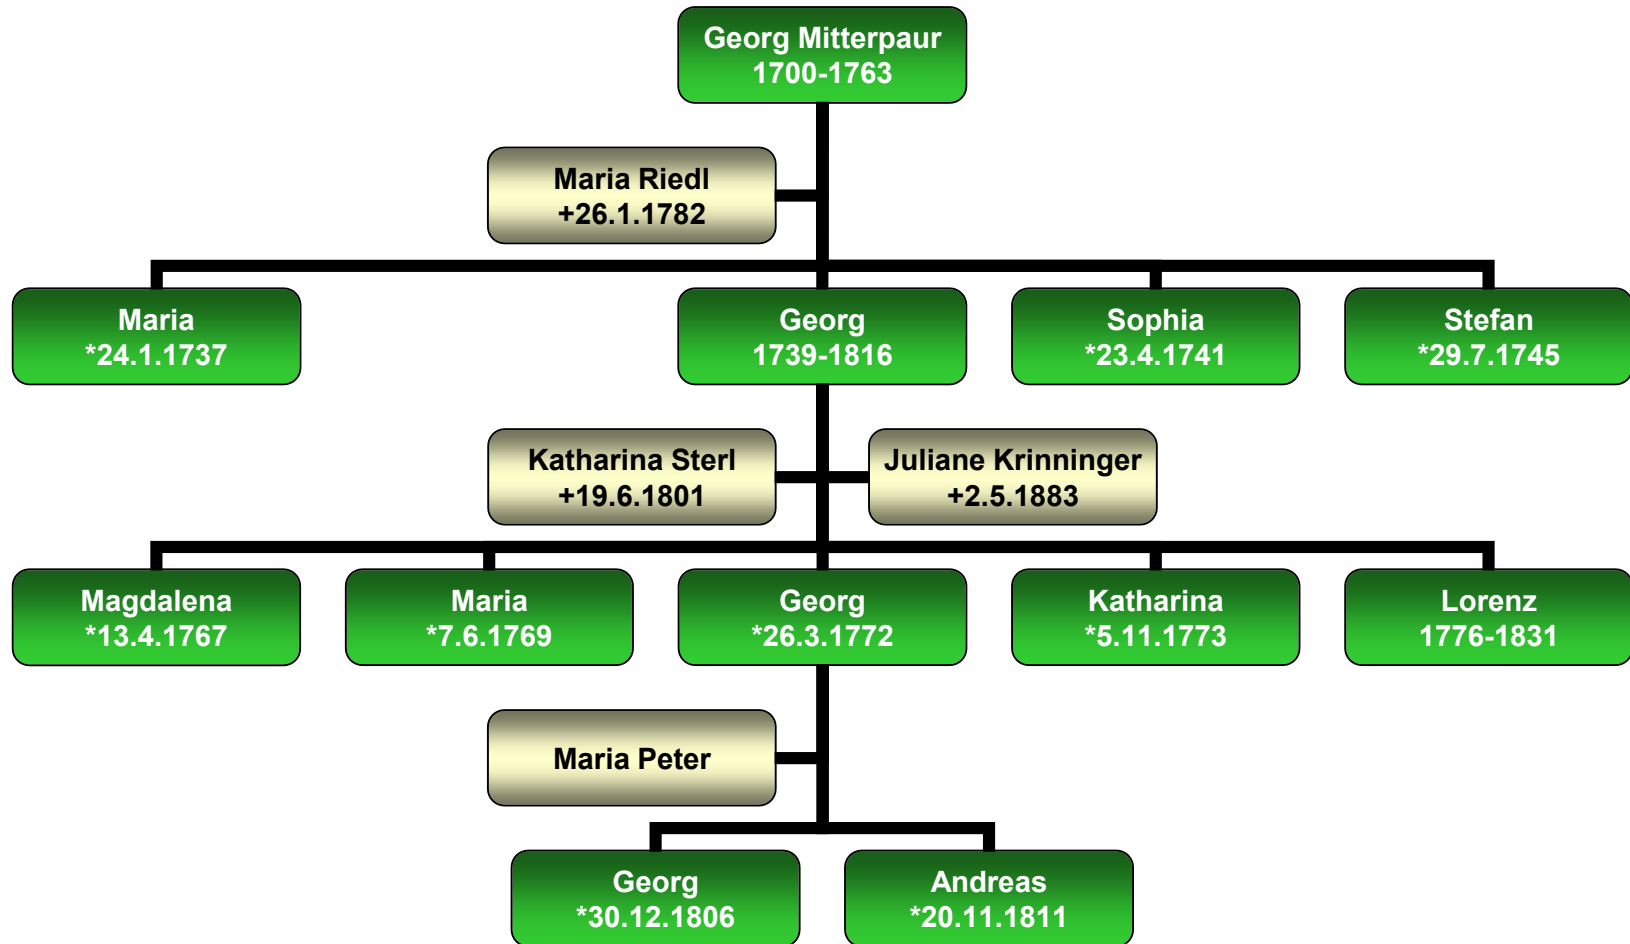 Georg Mitterpaur
1700-1763
Maria Riedl
+26.1.1782
Maria
*24.1.1737
Georg
1739-1816
Sophia
*23.4.1741
Stefan
*29.7.1745
Katharina Sterl
+19.6.1801
Juliane Krinninger
+2.5.1883
Magdalena
*13.4.1767
Maria
*7.6.1769
Georg
*26.3.1772
Katharina
*5.11.1773
Lorenz
1776-1831
Maria Peter
Georg
*30.12.1806
Andreas
*20.11.1811